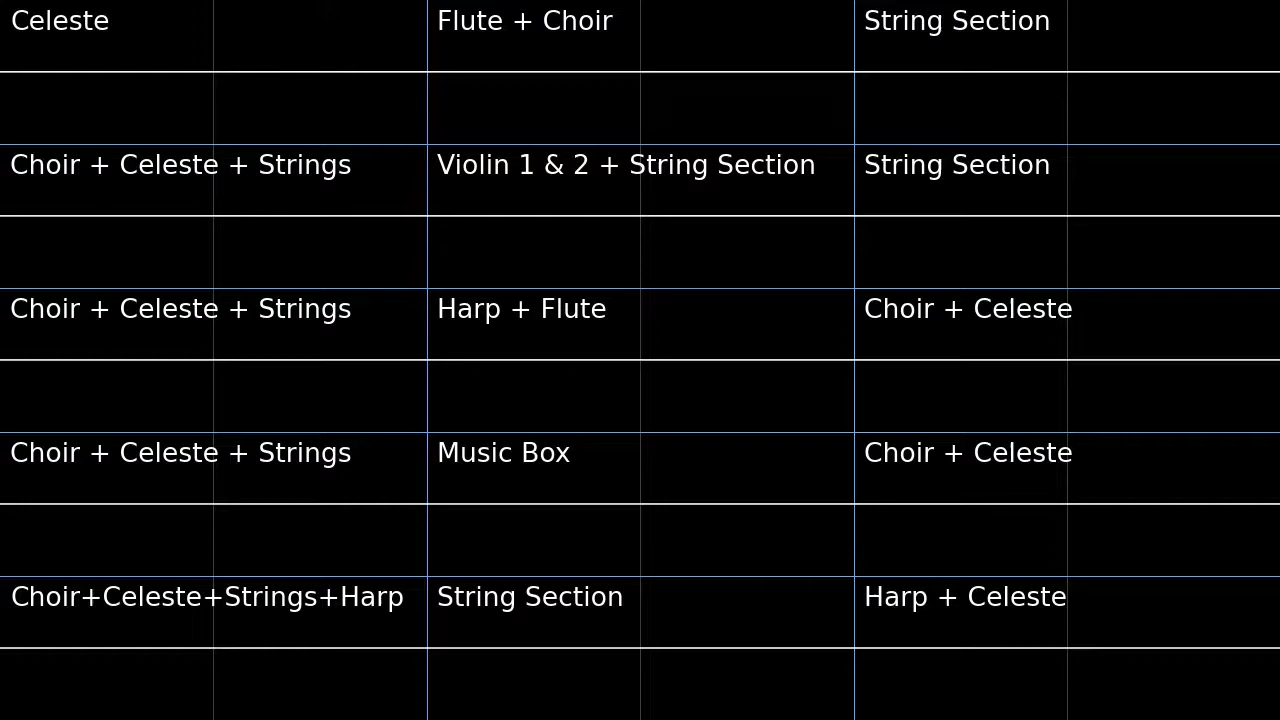 Celeste
Flute + Choir
String Section
Choir + Celeste + Strings
Violin 1 & 2 + String Section
String Section
Choir + Celeste + Strings
Harp + Flute
Choir + Celeste
Choir + Celeste + Strings
Music Box
Choir + Celeste
Choir+Celeste+Strings+Harp
String Section
Harp + Celeste